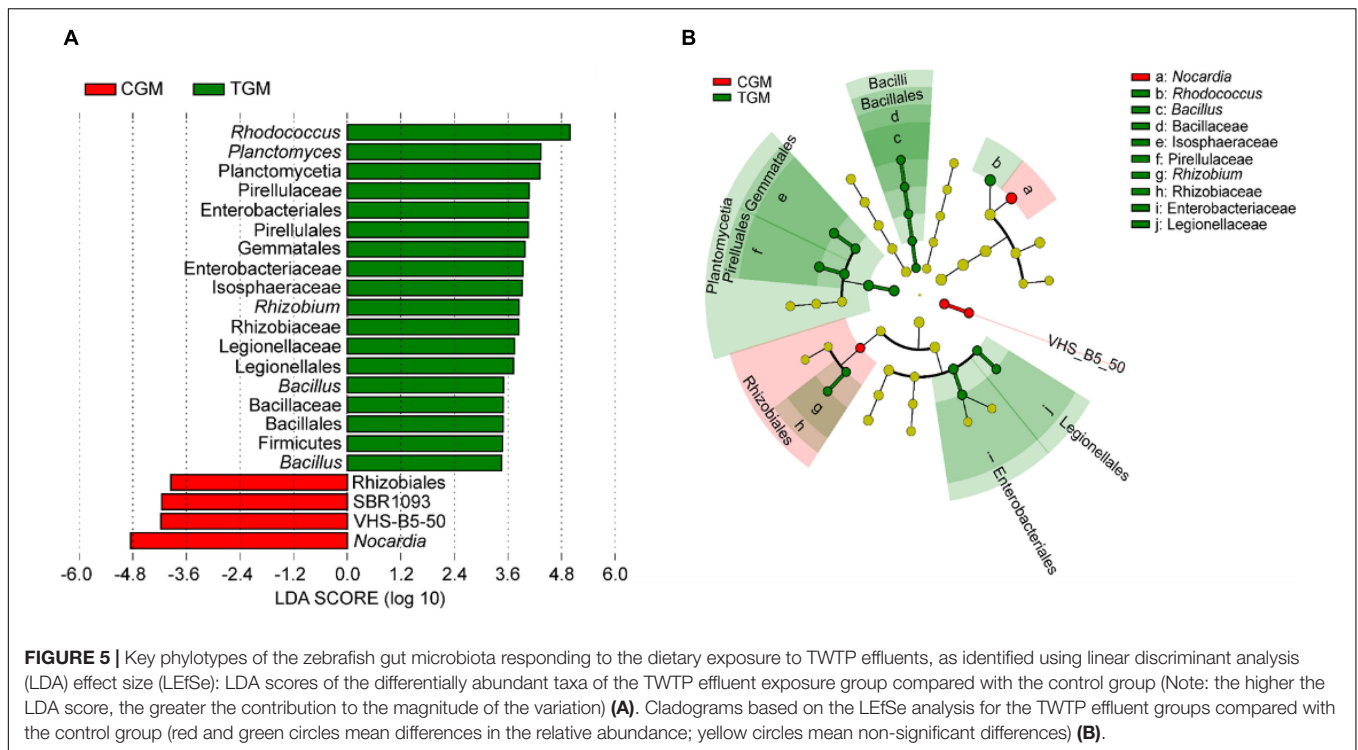 A
CGM
TGM
Rhodococcus
Planctomyces
Planctomycetia
Pirellulaceae
Enterobacteriales
Pirellulales
Gemmatales
Enterobacteriaceae
Isosphaeraceae
Rhizobium
Rhizobiaceae
Legionellaceae
Legionellales
Bacillus
Bacillaceae
Bacillales
Firmicutes
Bacillus
Rhizobiales
SBR1093
VHS-B5-50
Nocardia
-6.0 -4.8 -3.6 -2.4 -1.2 0.0 1.2 2.4 3.6 4.8 6.0
LDA SCORE (log 10)
B
CGM
TGM
Bacilli
Bacillales
d
c
b
a
Gemmatales
e
Plantomycetia
Pirelluales
f
VHS_B5_50
Rhizobiales
g
h
j
Legionellales
i
Enterobacteriales
a: Nocardia
b: Rhodococcus
c: Bacillus
d: Bacillaceae
e: Isosphaeraceae
f: Pirellulaceae
g: Rhizobium
h: Rhizobiaceae
i: Enterobacteriaceae
j: Legionellaceae
FIGURE 5 | Key phylotypes of the zebrafish gut microbiota responding to the dietary exposure to TWTP effluents, as identified using linear discriminant analysis
(LDA) effect size (LEfSe): LDA scores of the differentially abundant taxa of the TWTP effluent exposure group compared with the control group (Note: the higher the
LDA score, the greater the contribution to the magnitude of the variation) (A). Cladograms based on the LEfSe analysis for the TWTP effluent groups compared with
the control group (red and green circles mean differences in the relative abundance; yellow circles mean non-significant differences) (B).